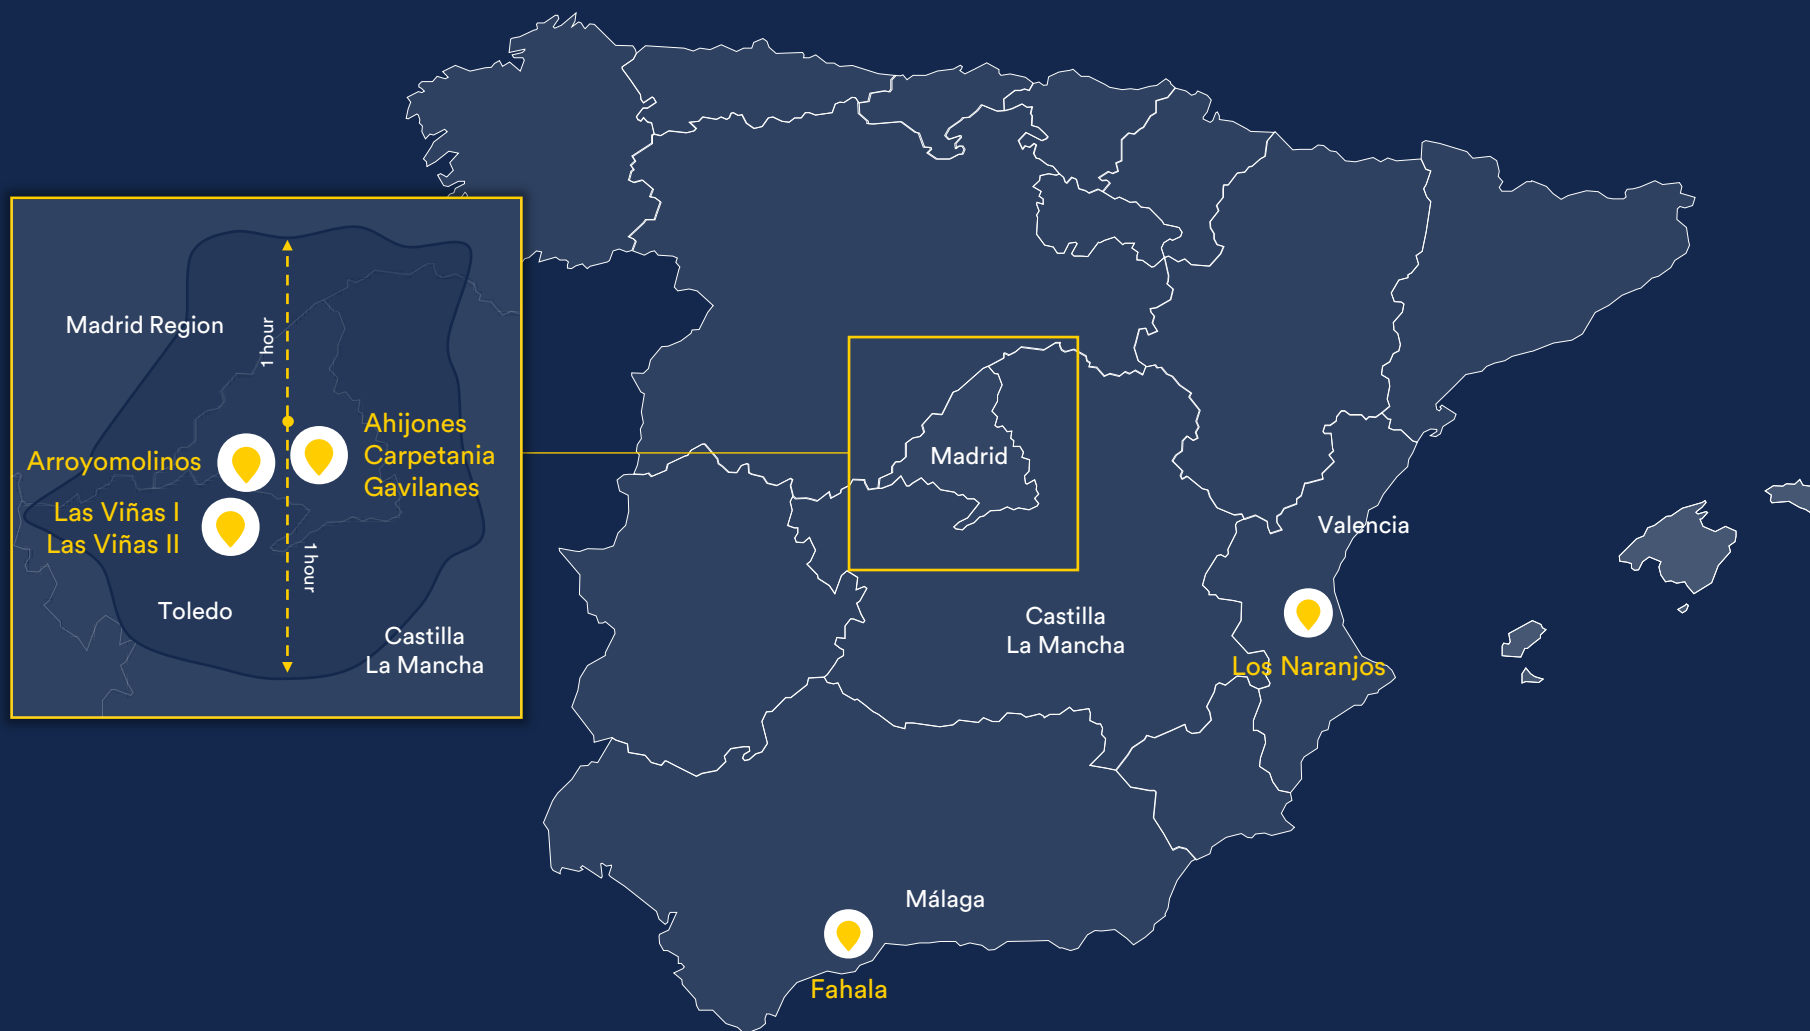 Madrid Region
1 hour
Ahijones
Carpetania
Gavilanes
Arroyomolinos
Las Viñas I
Las Viñas II
1 hour
Toledo
Castilla
La Mancha
Madrid
Valencia
Castilla
La Mancha
Los Naranjos
Málaga
Fahala